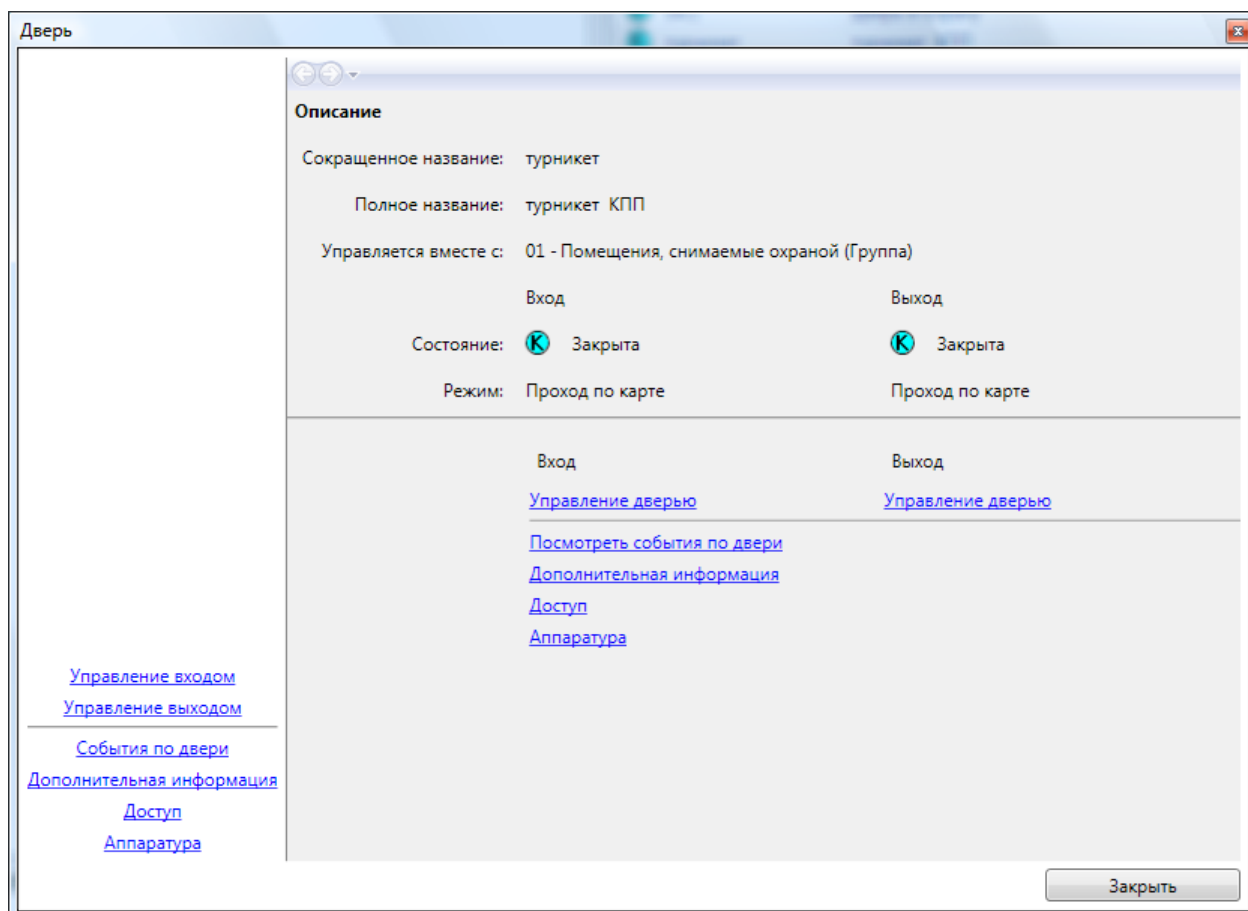 Дверь
Описание
Сокращенное название: турникет
Полное название: турникет КПП
Управляется вместе с: 01 - Помещения, снимаемые охраной (Группа)
Вход Выход
Состояние: K Закрыта K Закрыта
Режим: Проход по карте Проход по карте
Вход Выход
Управление дверью Управление дверью
Посмотреть события по двери
Дополнительная информация
Доступ
Аппаратура
Управление входом
Управление выходом
События по двери
Дополнительная информация
Доступ
Аппаратура
Закрыть